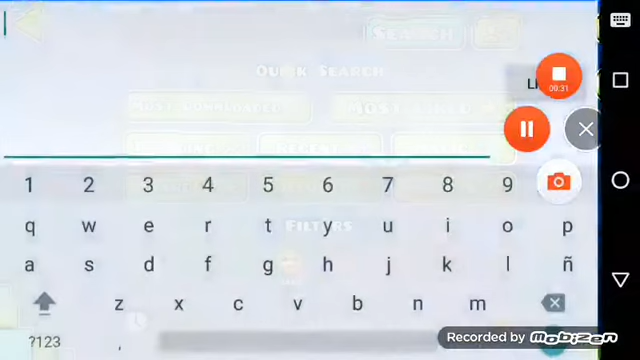 SEARCH
QUICK SEARCH
LI
00:31
MOST DOWNLOADED
MOST LIKED
RECENT
1 2 3 4 5 6 7 8 9
q w e r t y u i o p
FILTERS
a s d f g h j k l ñ
z x c v b n m
?123 ,
Recorded by mobizen